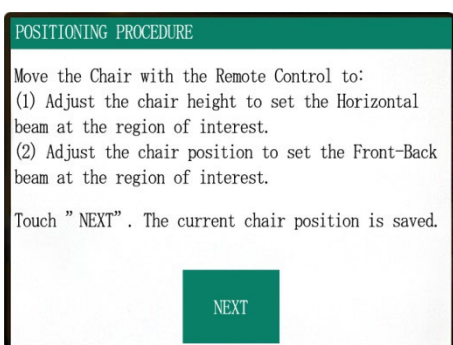 POSITIONING PROCEDURE
Move the Chair with the Remote Control to:
(1) Adjust the chair height to set the Horizontal
beam at the region of interest.
(2) Adjust the chair position to set the Front-Back
beam at the region of interest.
Touch ”NEXT”. The current chair position is saved.
NEXT